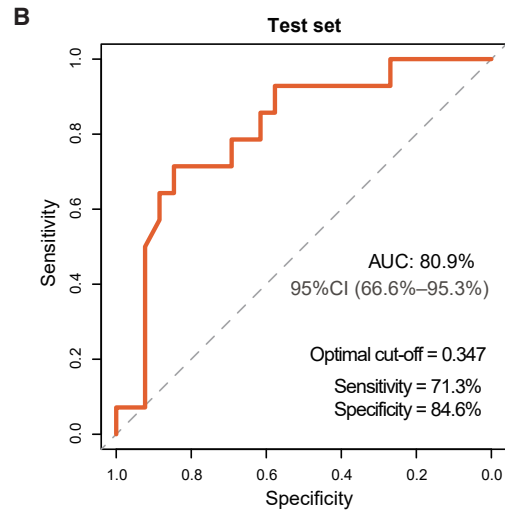 B
Test set
1.0
0.8
0.6
0.4
0.2
0.0
Sensitivity
AUC: 80.9%
95%CI (66.6%–95.3%)
Optimal cut-off = 0.347
Sensitivity = 71.3%
Specificity = 84.6%
1.0 0.8 0.6 0.4 0.2 0.0
Specificity